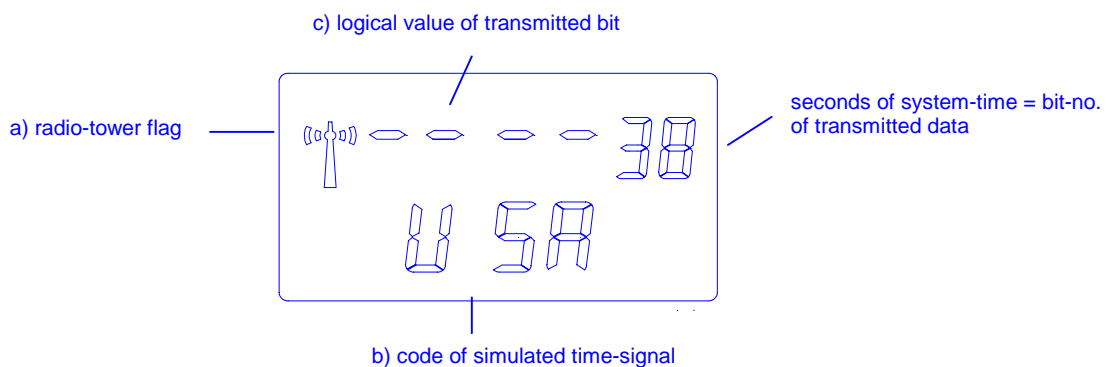 c) logical value of transmitted bit
a) radio-tower flag
seconds of system-time = bit-no.
of transmitted data
- - - - 38
U SA
b) code of simulated time-signal